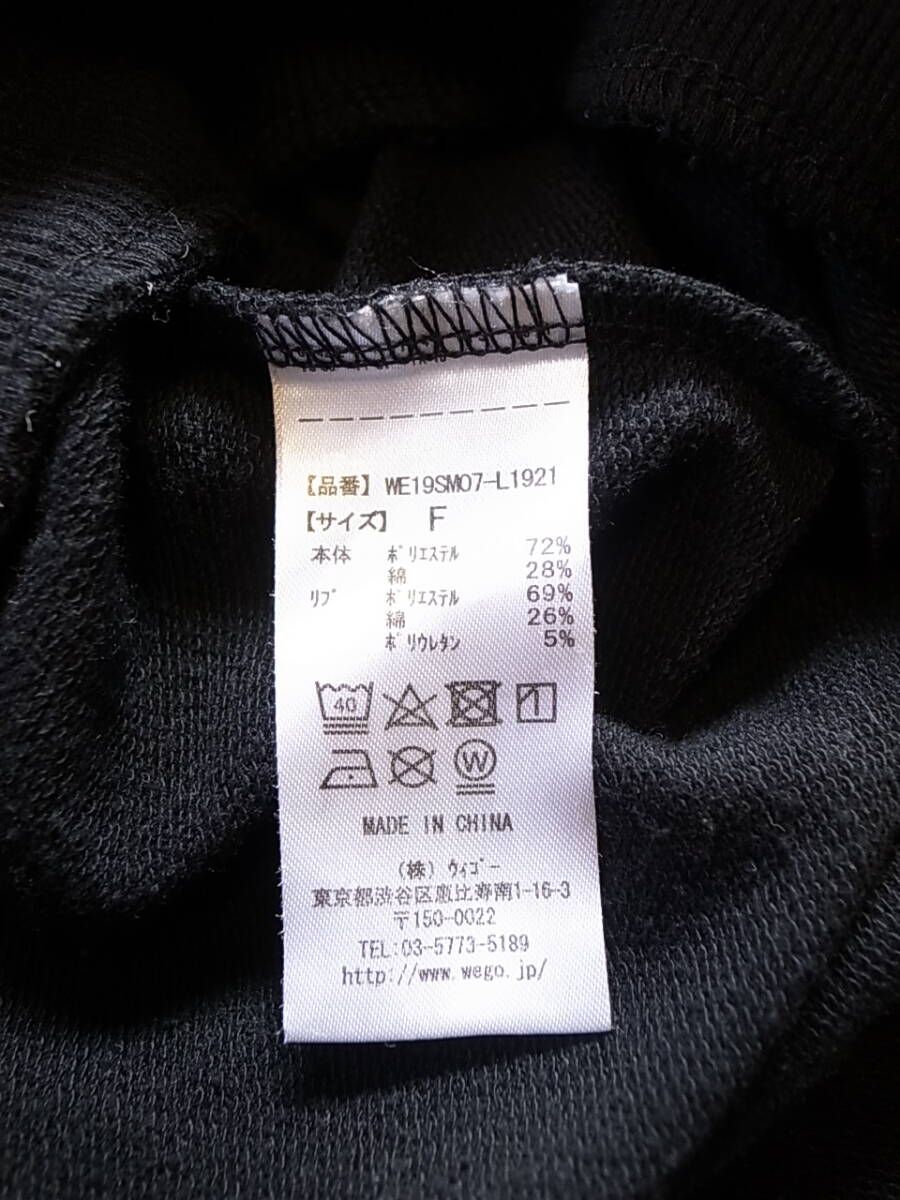 【品番】 WE19SM07-L1921
【サイズ】 F
本体 ﾎﾟﾘｴｽﾃﾙ 72%
綿 28%
ﾘﾌﾞ ﾎﾟﾘｴｽﾃﾙ 69%
綿 26%
ﾎﾟﾘｳﾚﾀﾝ 5%
40 1
W
MADE IN CHINA
(株) ｳｨｺﾞｰ
東京都渋谷区恵比寿南1-16-3
〒150-0022
TEL:03-5773-5189
http://www.wego.jp/